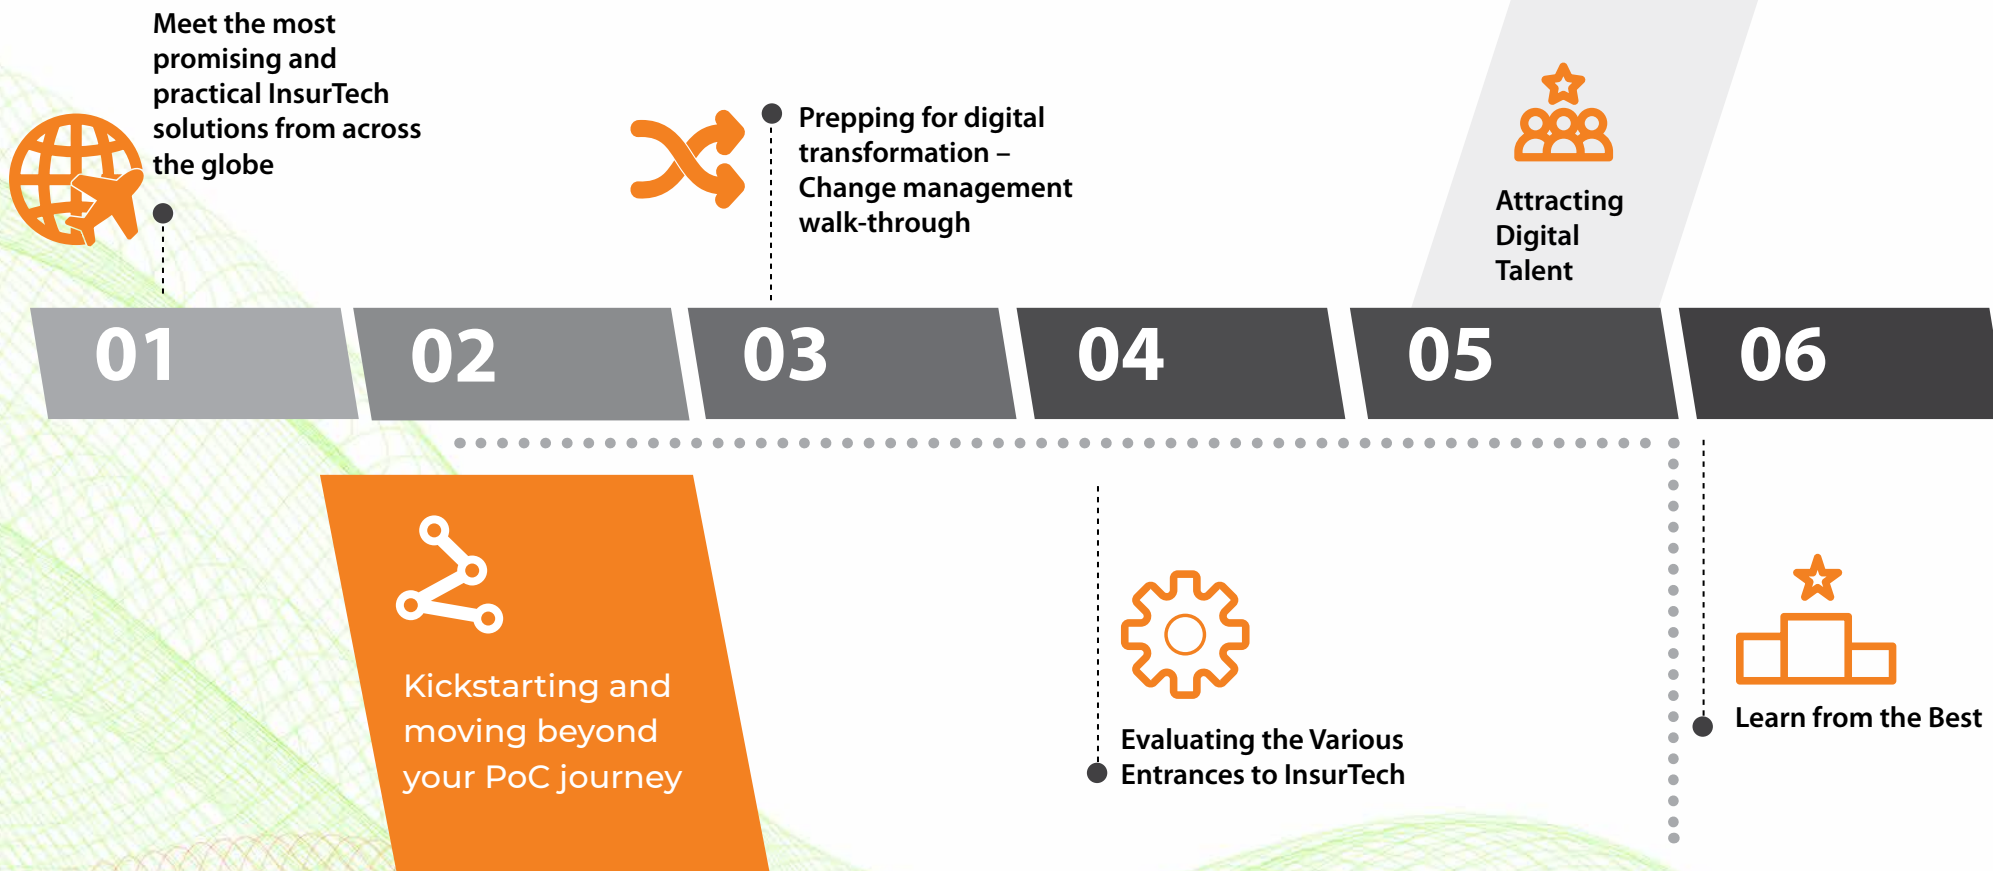 Meet the most
promising and
practical InsurTech
solutions from across
the globe
Prepping for digital
transformation –
Change management
walk-through
Attracting
Digital
Talent
01
02
03
04
05
06
Kickstarting and
moving beyond
your PoC journey
Evaluating the Various
Entrances to InsurTech
Learn from the Best